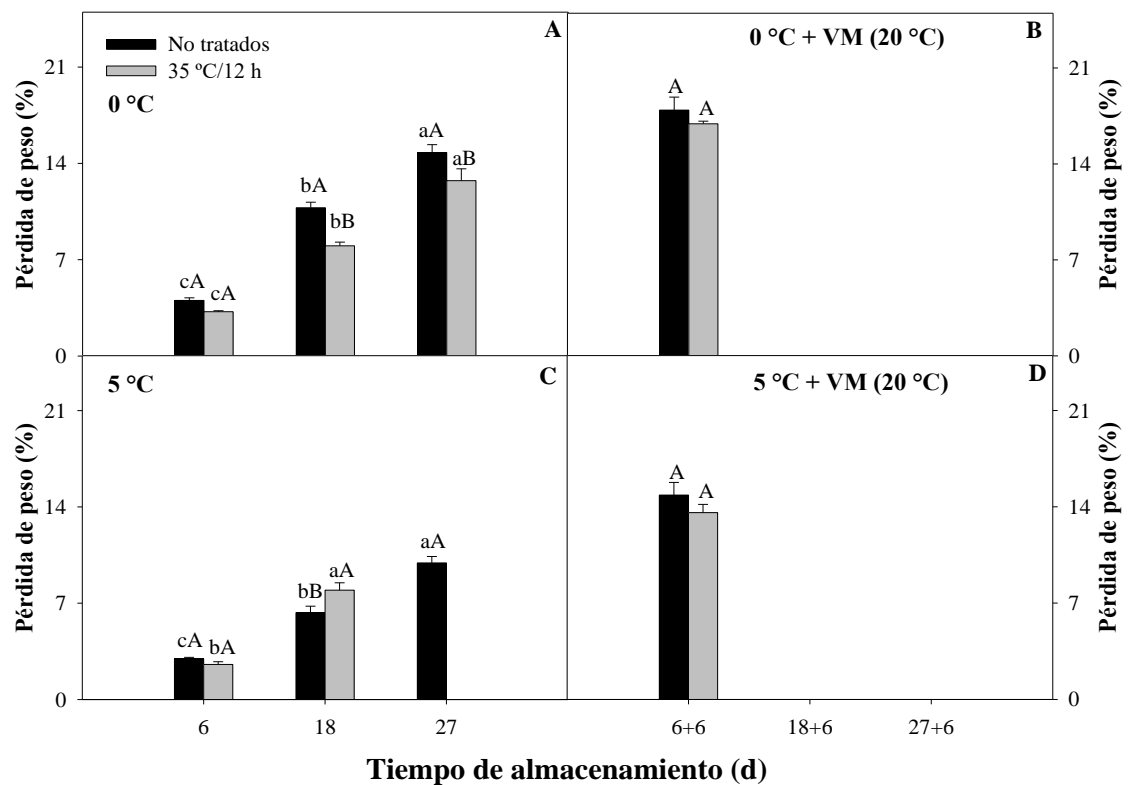 A
No tratados
35 ºC/12 h
0 °C
Pérdida de peso (%)
21
14
7
0
cA
cA
bA
bB
aA
aB
B
0 °C + VM (20 °C)
A
A
21
14
7
0
Pérdida de peso (%)
5 °C
C
Pérdida de peso (%)
21
14
7
0
cA
bA
bB
aA
aA
6
18
27
5 °C + VM (20 °C)
D
A
A
21
14
7
0
Pérdida de peso (%)
6+6
18+6
27+6
Tiempo de almacenamiento (d)